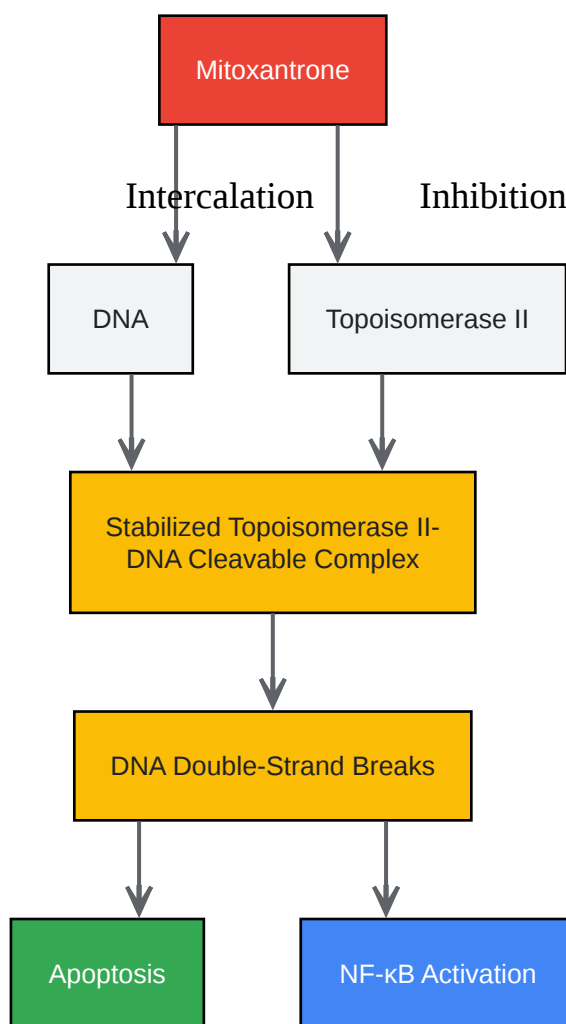 Mitoxantrone
Intercalation
Inhibition
DNA
Topoisomerase II
Stabilized Topoisomerase II-
DNA Cleavable Complex
DNA Double-Strand Breaks
Apoptosis
NF-κB Activation